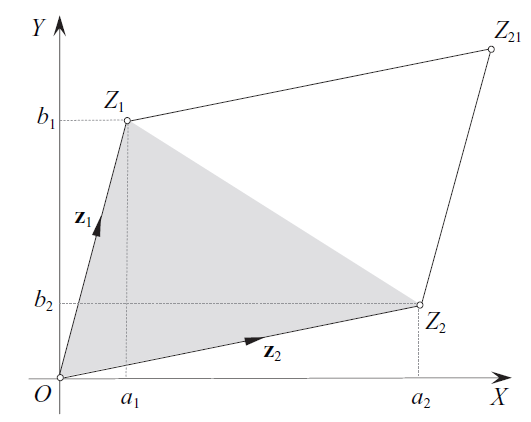 Y
Z₂₁
Z₁
b₁
z₁
b₂
Z₂
z₂
O
a₁
a₂
X